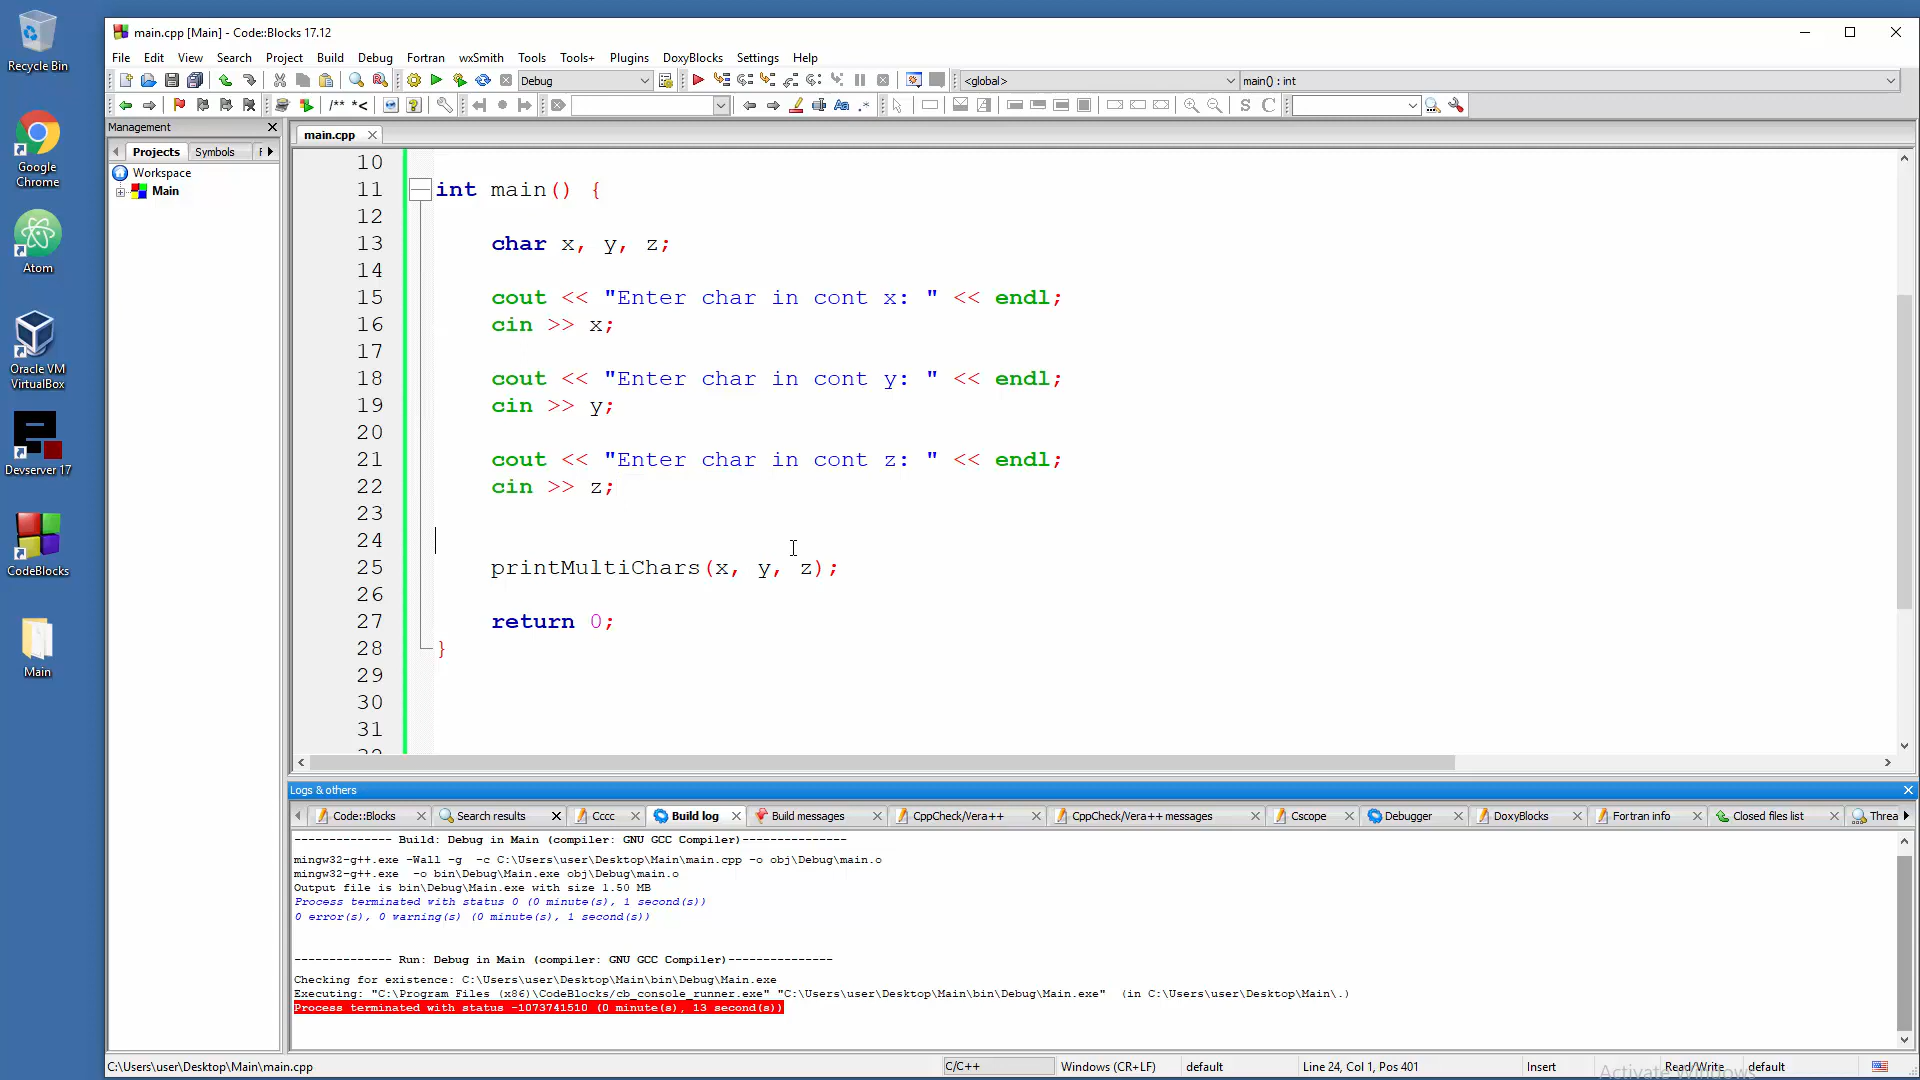 Recycle Bin
Google
Chrome
Atom
Oracle VM
VirtualBox
Devserver 17
CodeBlocks
Main
main.cpp [Main] - Code::Blocks 17.12
File Edit View Search Project Build Debug Fortran wxSmith Tools Tools+ Plugins DoxyBlocks Settings Help
Debug <global> main() : int
/** *< Aa .* S C
Management
Projects Symbols F
Workspace
Main
main.cpp
10
11 int main() {
12
13 char x, y, z;
14
15 cout << "Enter char in cont x: " << endl;
16 cin >> x;
17
18 cout << "Enter char in cont y: " << endl;
19 cin >> y;
20
21 cout << "Enter char in cont z: " << endl;
22 cin >> z;
23
24
25 printMultiChars(x, y, z);
26
27 return 0;
28 }
29
30
31
Logs & others
Code::Blocks Search results Cccc Build log Build messages CppCheck/Vera++ CppCheck/Vera++ messages Cscope Debugger DoxyBlocks Fortran info Closed files list Threa
-------------- Build: Debug in Main (compiler: GNU GCC Compiler)---------------
mingw32-g++.exe -Wall -g -c C:\Users\user\Desktop\Main\main.cpp -o obj\Debug\main.o
mingw32-g++.exe -o bin\Debug\Main.exe obj\Debug\main.o
Output file is bin\Debug\Main.exe with size 1.50 MB
Process terminated with status 0 (0 minute(s), 1 second(s))
0 error(s), 0 warning(s) (0 minute(s), 1 second(s))
-------------- Run: Debug in Main (compiler: GNU GCC Compiler)---------------
Checking for existence: C:\Users\user\Desktop\Main\bin\Debug\Main.exe
Executing: "C:\Program Files (x86)\CodeBlocks/cb_console_runner.exe" "C:\Users\user\Desktop\Main\bin\Debug\Main.exe" (in C:\Users\user\Desktop\Main\.)
Process terminated with status -1073741510 (0 minute(s), 13 second(s))
C:\Users\user\Desktop\Main\main.cpp C/C++ Windows (CR+LF) default Line 24, Col 1, Pos 401 Insert Read/Write default
Activate Windows